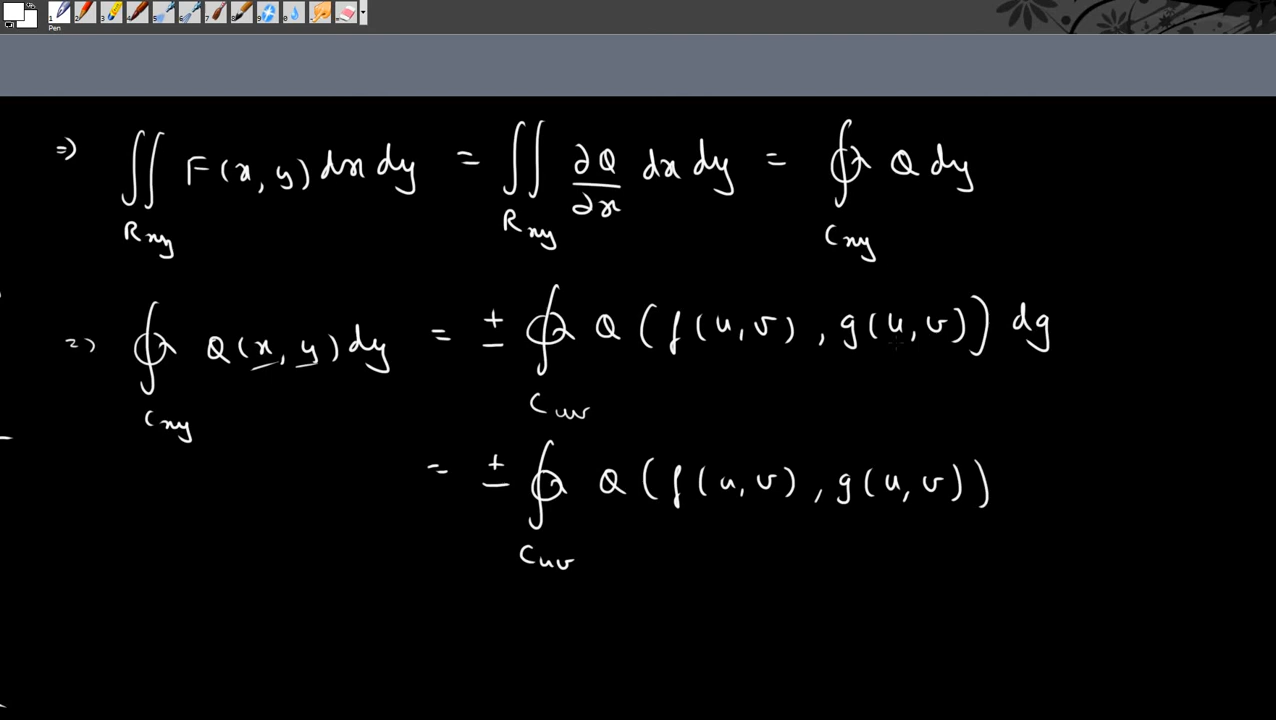 Pen
⇒ ∬_{R_{xy}} F(x, y) dx dy = ∬_{R_{xy}} ∂Q/∂x dx dy = ∮_{C_{xy}} Q dy
⇒ ∮_{C_{xy}} Q(x, y) dy = ± ∮_{C_{uv}} Q(f(u, v), g(u, v)) dg
= ± ∮_{C_{uv}} Q(f(u, v), g(u, v))